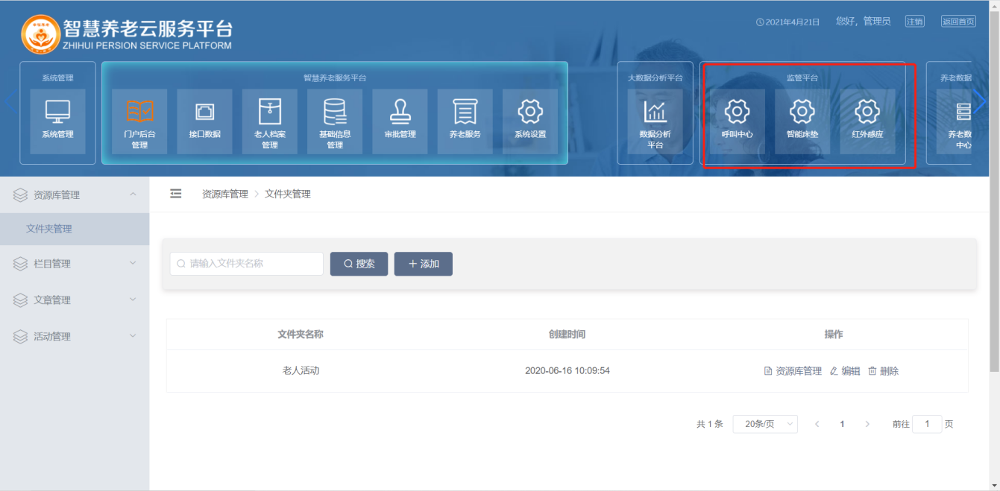 智慧养老云服务平台
ZHIHUI PERSION SERVICE PLATFORM
2021年4月21日 您好，管理员 注销 返回首页
系统管理
系统管理
智慧养老服务平台
门户后台
管理
接口数据
老人档案
管理
基础信息
管理
审批管理
养老服务
系统设置
大数据分析平台
数据分析
平台
监管平台
呼叫中心
智能床垫
红外感应
养老数据
养老数
中心
资源库管理
文件夹管理
栏目管理
文章管理
活动管理
资源库管理 > 文件夹管理
请输入文件夹名称 搜索 + 添加
文件夹名称 创建时间 操作
老人活动 2020-06-16 10:09:54 资源库管理 编辑 删除
共 1 条 20条/页 < 1 > 前往 1 页